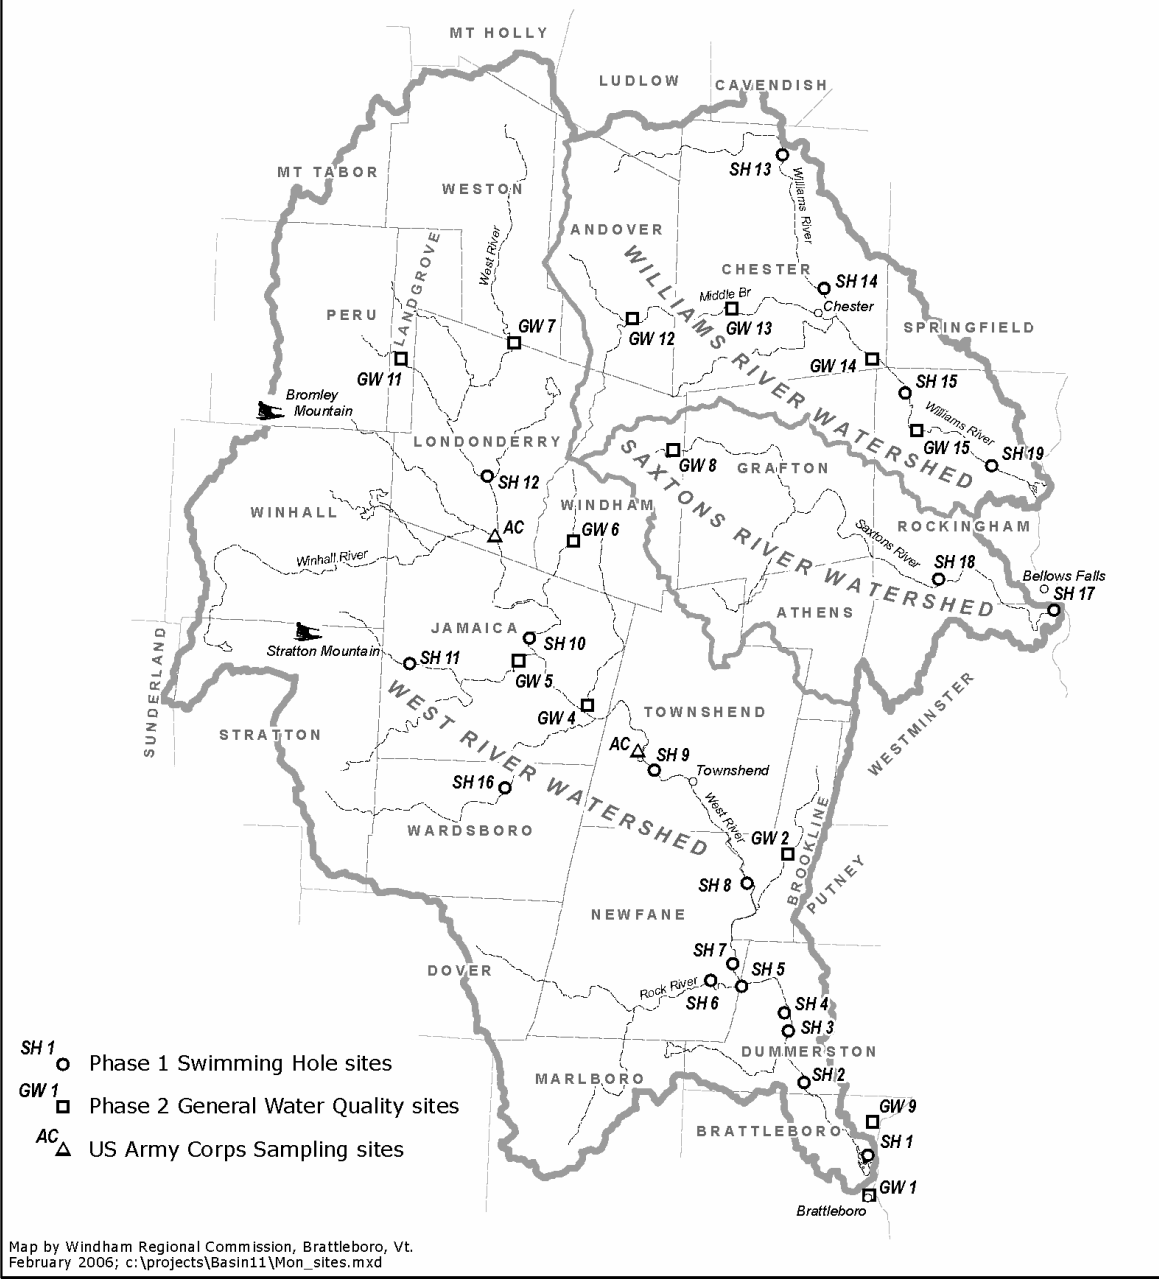 MT HOLLY
LUDLOW
CAVENDISH
MT TABOR
WESTON
SH 13
Williams River
ANDOVER
West River
LANDGROVE
WILLIAMS RIVER WATERSHED
CHESTER
SH 14
Middle Br
Chester
PERU
GW 7
GW 12
GW 13
SPRINGFIELD
GW 11
GW 14
SH 15
Bromley
Mountain
Williams River
LONDONDERRY
GW 15
SH 19
SAXTONS RIVER WATERSHED
GW 8
GRAFTON
SH 12
WINHALL
WINDHAM
AC
GW 6
ROCKINGHAM
Saxtons River
Winhall River
SH 18
Bellows Falls
SH 17
ATHENS
SUNDERLAND
JAMAICA
Stratton Mountain
SH 11
SH 10
GW 5
WEST RIVER WATERSHED
GW 4
TOWNSHEND
WESTMINSTER
STRATTON
AC
SH 9
Townshend
SH 16
West River
WARDSBORO
GW 2
BROOKLINE
PUTNEY
SH 8
NEWFANE
SH 7
DOVER
SH 5
Rock River
SH 6
SH 4
SH 3
DUMMERSTON
SH 2
MARLBORO
GW 9
BRATTLEBORO
SH 1
GW 1
Brattleboro
SH 1
Phase 1 Swimming Hole sites
GW 1
Phase 2 General Water Quality sites
AC
US Army Corps Sampling sites
Map by Windham Regional Commission, Brattleboro, Vt.
February 2006; c:\projects\Basin11\Mon_sites.mxd